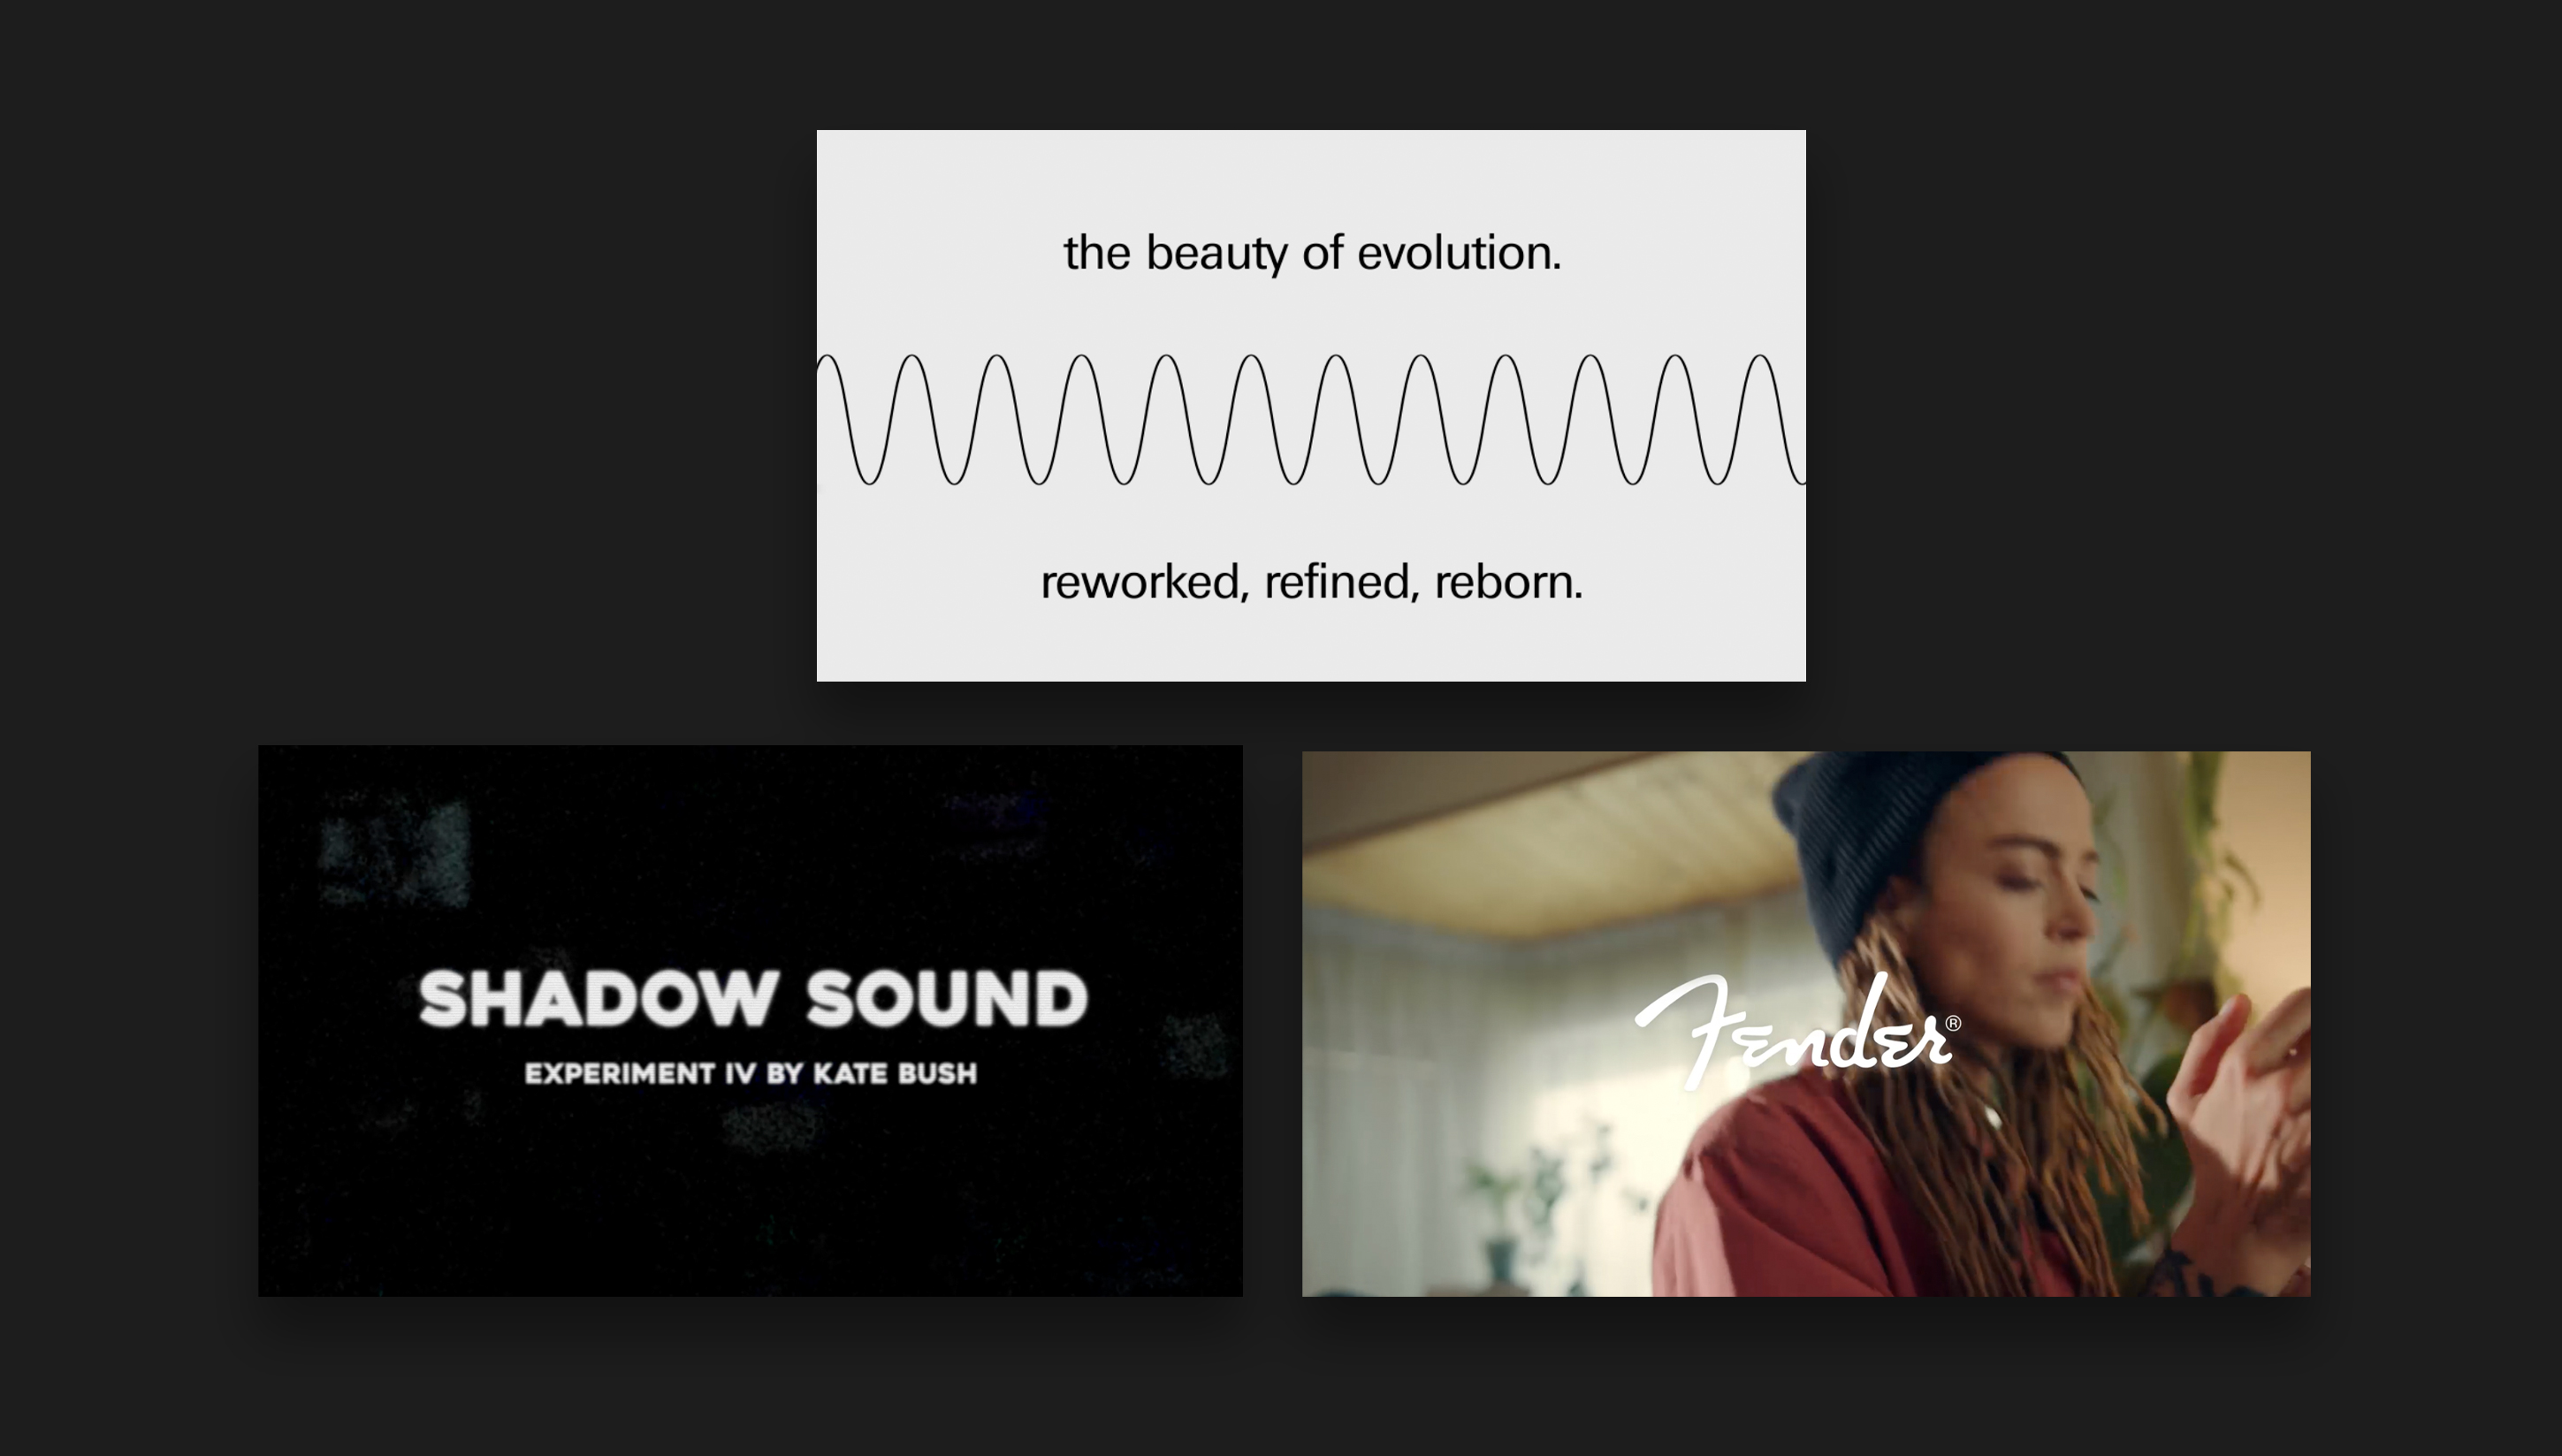 the beauty of evolution.
reworked, refined, reborn.
SHADOW SOUND
EXPERIMENT IV BY KATE BUSH
Fender®